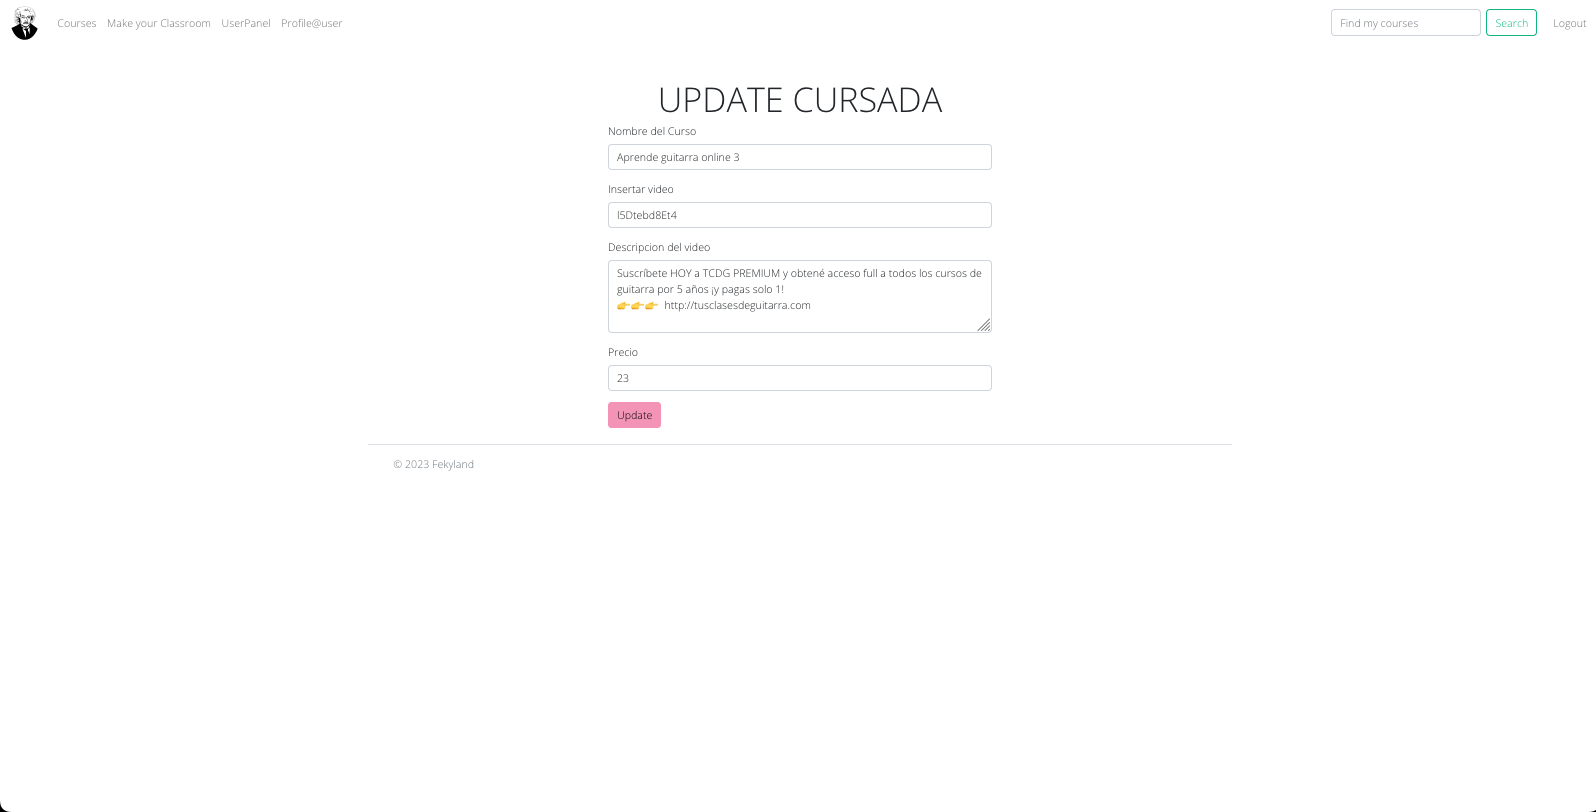 Courses Make your Classroom UserPanel Profile@user Find my courses Search Logout
UPDATE CURSADA
Nombre del Curso
Aprende guitarra online 3
Insertar video
l5Dtebd8Et4
Descripcion del video
Suscríbete HOY a TCDG PREMIUM y obtené acceso full a todos los cursos de
guitarra por 5 años ¡y pagas solo 1!
👉👉👉 http://tusclasesdeguitarra.com
Precio
23
Update
© 2023 Fekyland